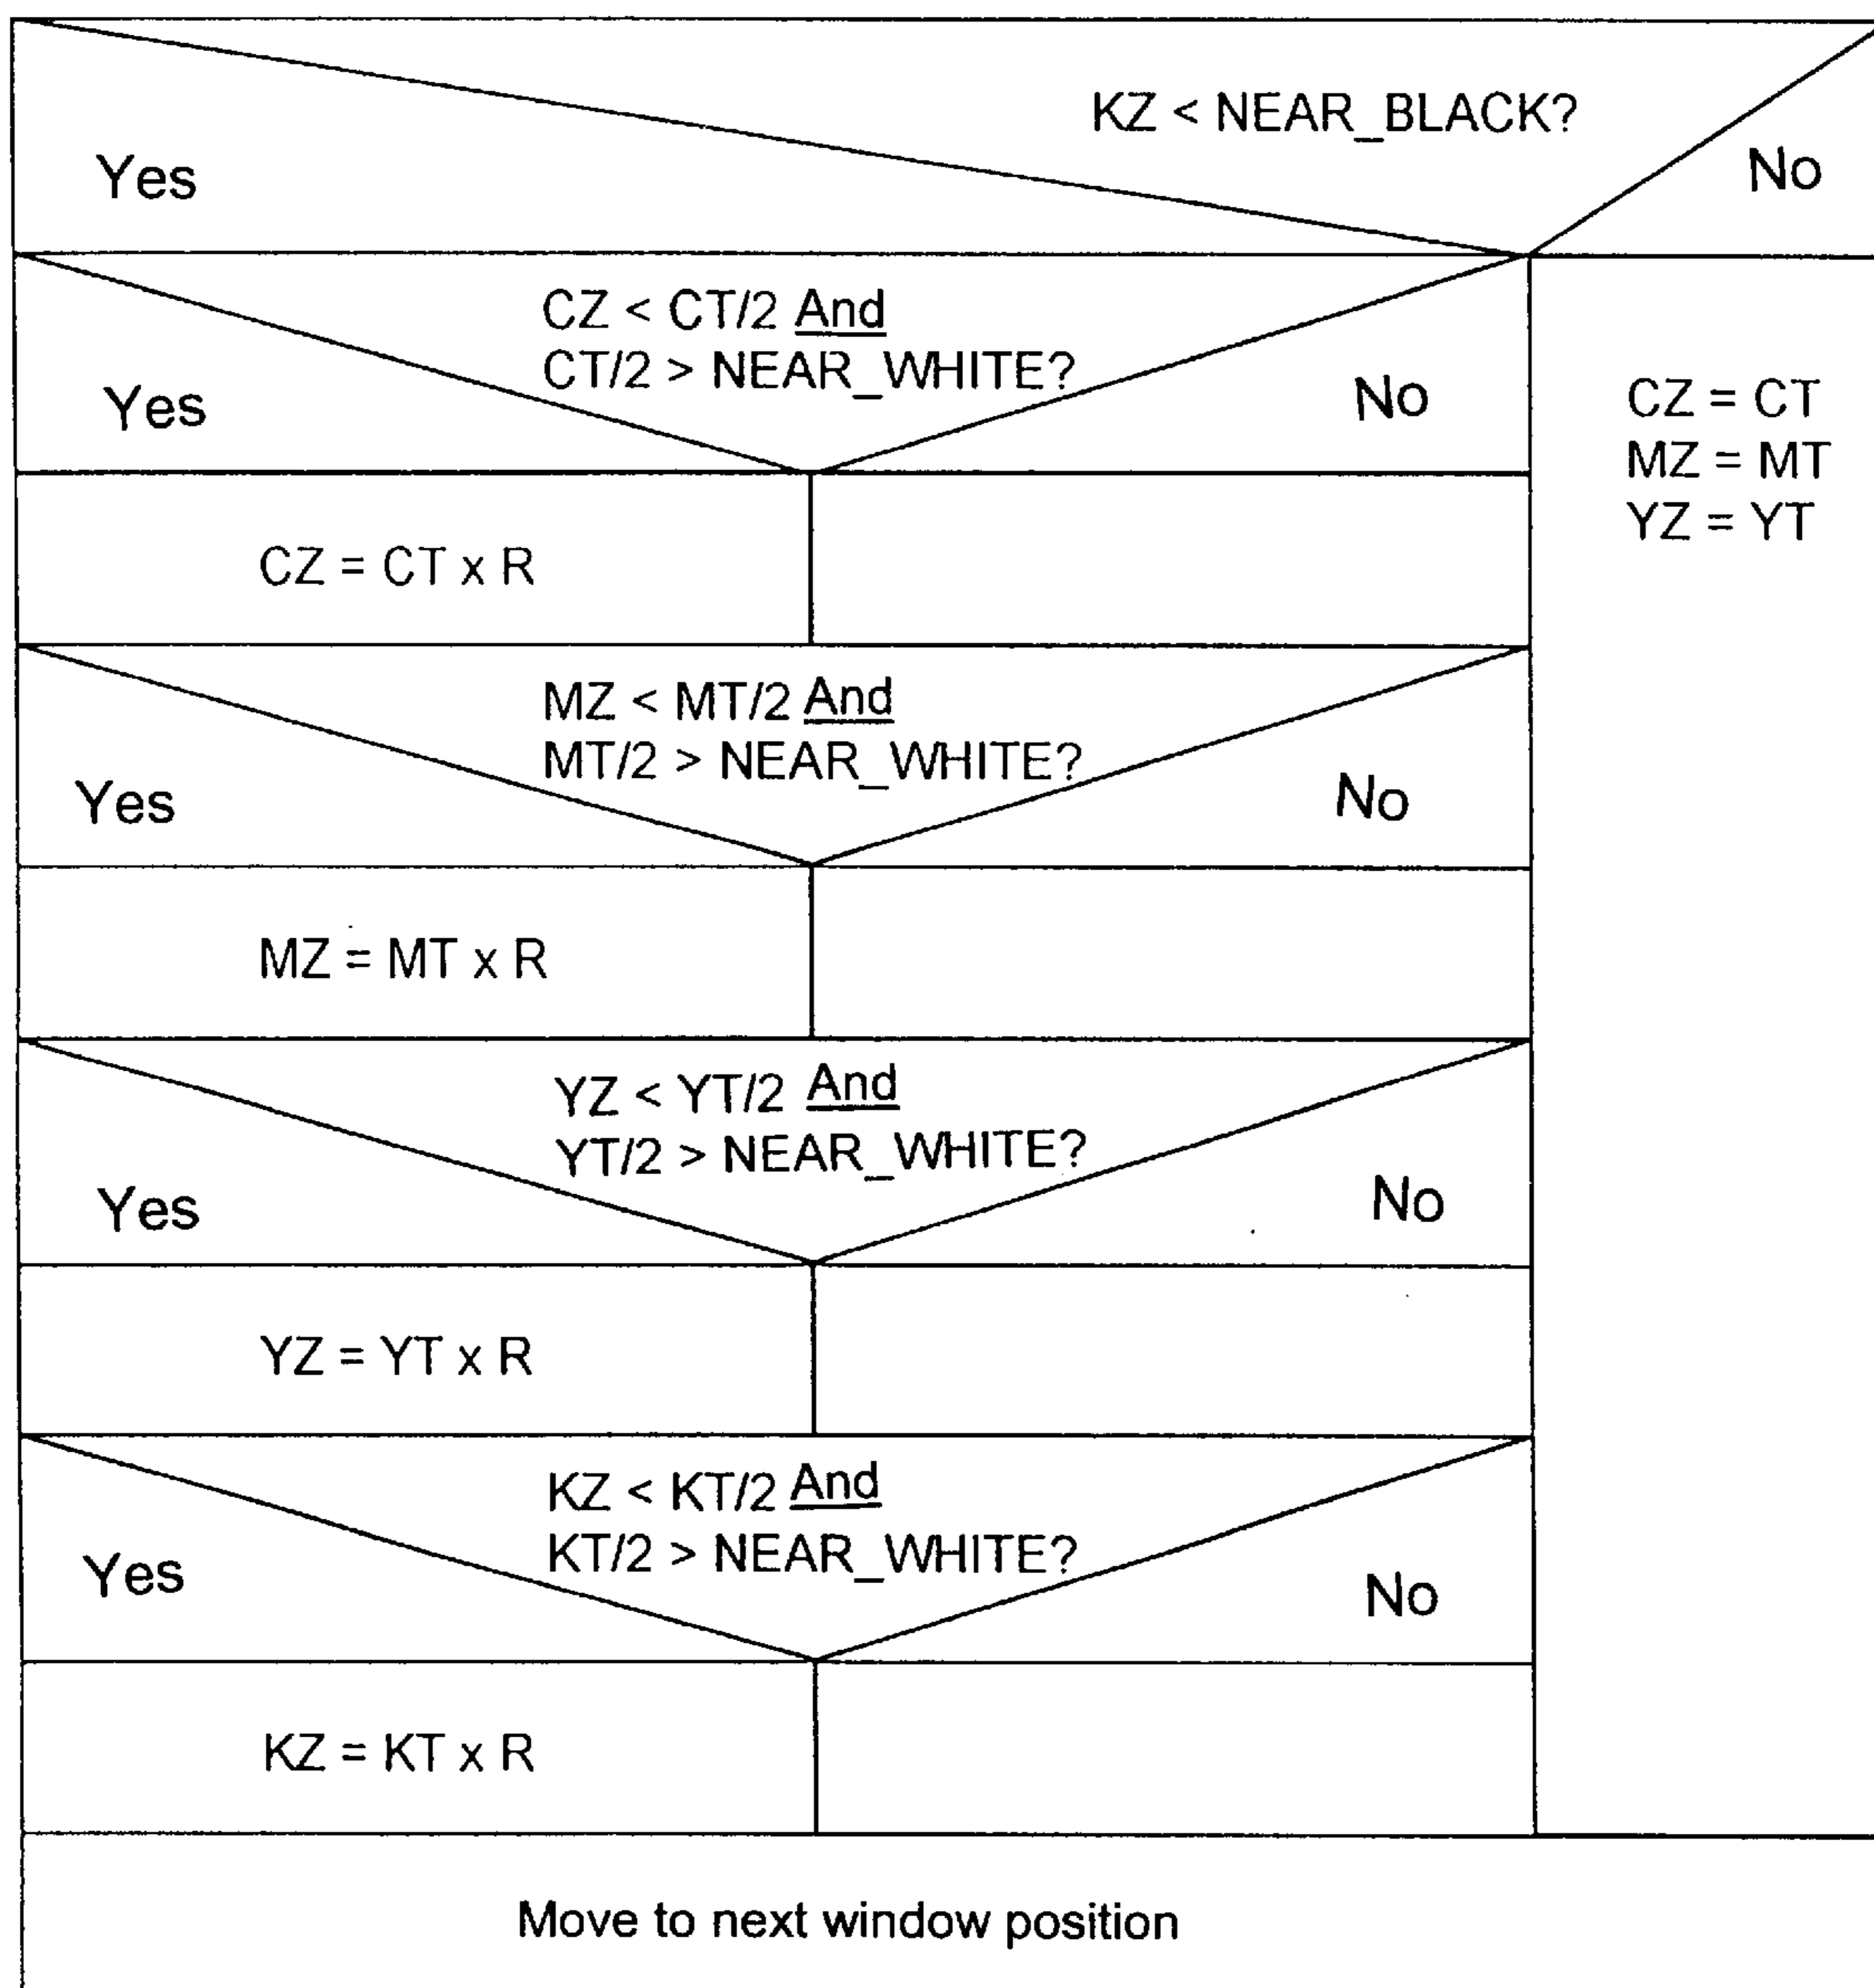 KZ < NEAR_BLACK?
Yes
No
CZ < CT/2 And
CT/2 > NEAR_WHITE?
Yes
No
CZ = CT
MZ = MT
YZ = YT
CZ = CT x R
MZ < MT/2 And
MT/2 > NEAR_WHITE?
Yes
No
MZ = MT x R
YZ < YT/2 And
YT/2 > NEAR_WHITE?
Yes
No
YZ = YT x R
KZ < KT/2 And
KT/2 > NEAR_WHITE?
Yes
No
KZ = KT x R
Move to next window position